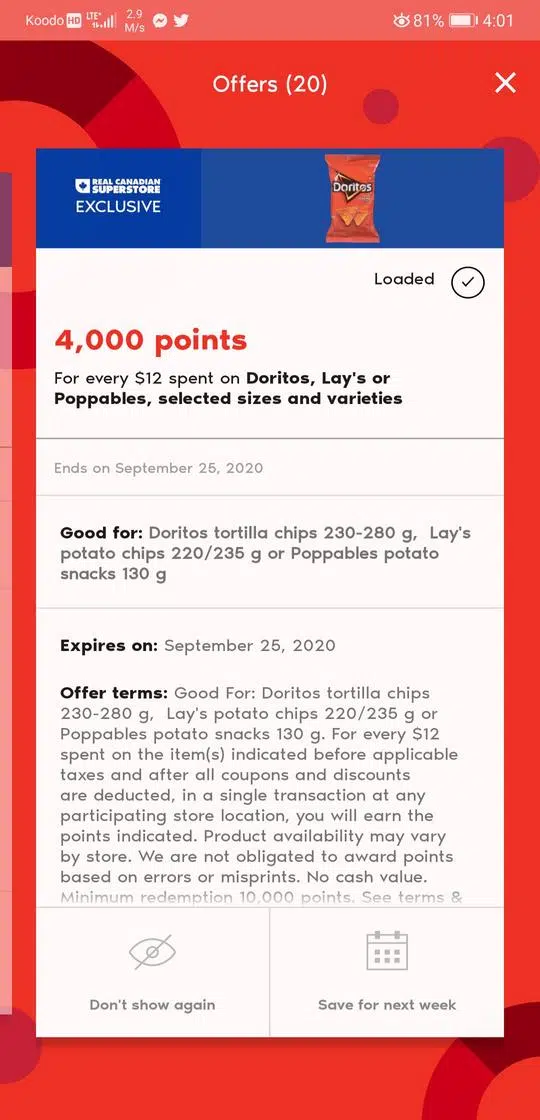 Koodo HD LTE 2.9 M/s 81% 4:01
Offers (20)
REAL CANADIAN
SUPERSTORE
EXCLUSIVE
Doritos
Loaded
4,000 points
For every $12 spent on Doritos, Lay's or
Poppables, selected sizes and varieties
Ends on September 25, 2020
Good for: Doritos tortilla chips 230-280 g, Lay's
potato chips 220/235 g or Poppables potato
snacks 130 g
Expires on: September 25, 2020
Offer terms: Good For: Doritos tortilla chips
230-280 g, Lay's potato chips 220/235 g or
Poppables potato snacks 130 g. For every $12
spent on the item(s) indicated before applicable
taxes and after all coupons and discounts
are deducted, in a single transaction at any
participating store location, you will earn the
points indicated. Product availability may vary
by store. We are not obligated to award points
based on errors or misprints. No cash value.
Minimum redemption 10,000 points. See terms &
Don't show again
Save for next week